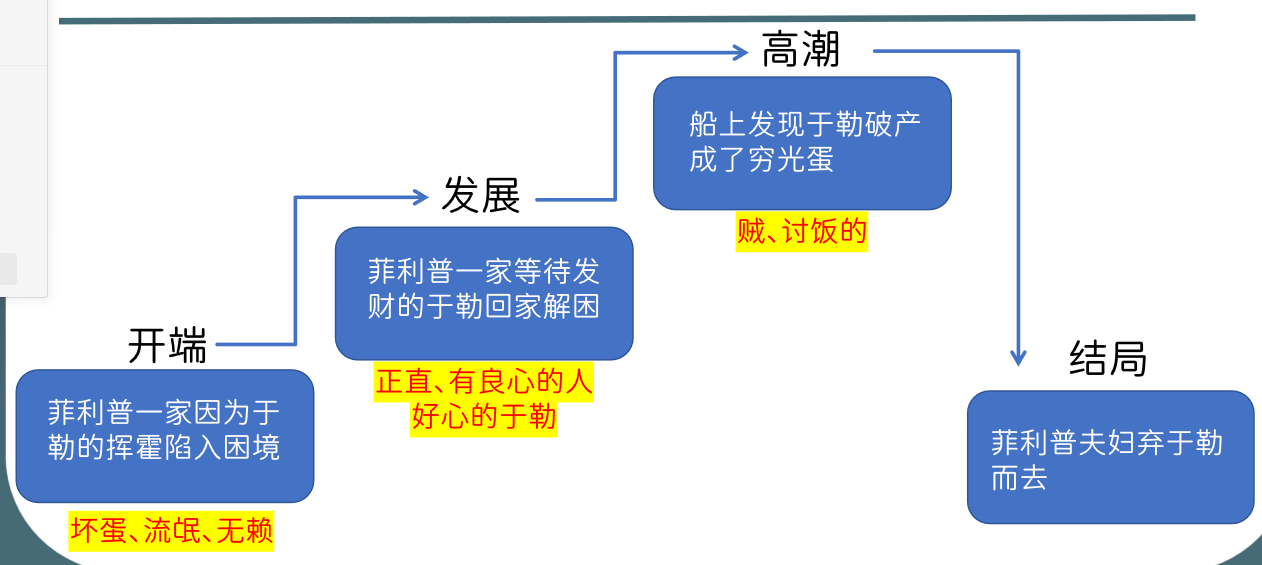 高潮
船上发现于勒破产
成了穷光蛋
贼、讨饭的
发展
菲利普一家等待发
财的于勒回家解困
正直、有良心的人
好心的于勒
开端
菲利普一家因为于
勒的挥霍陷入困境
坏蛋、流氓、无赖
结局
菲利普夫妇弃于勒
而去